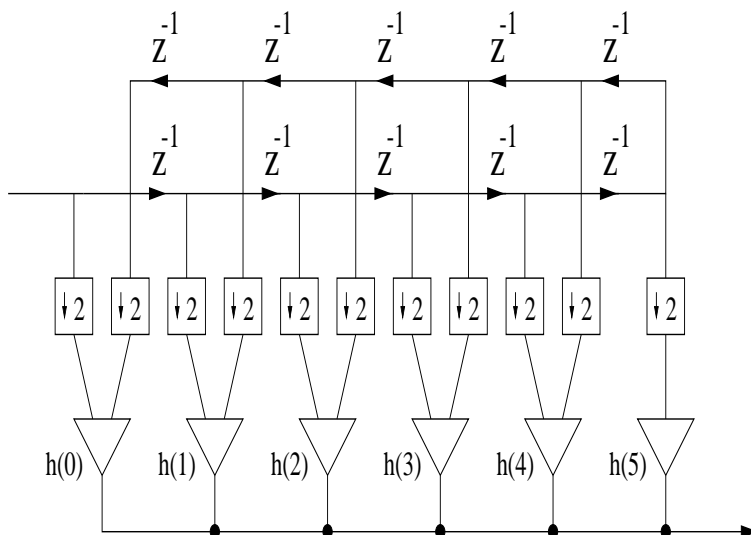 z⁻¹ z⁻¹ z⁻¹ z⁻¹ z⁻¹
z⁻¹ z⁻¹ z⁻¹ z⁻¹ z⁻¹
↓2 ↓2 ↓2 ↓2 ↓2 ↓2 ↓2 ↓2 ↓2 ↓2 ↓2
h(0) h(1) h(2) h(3) h(4) h(5)